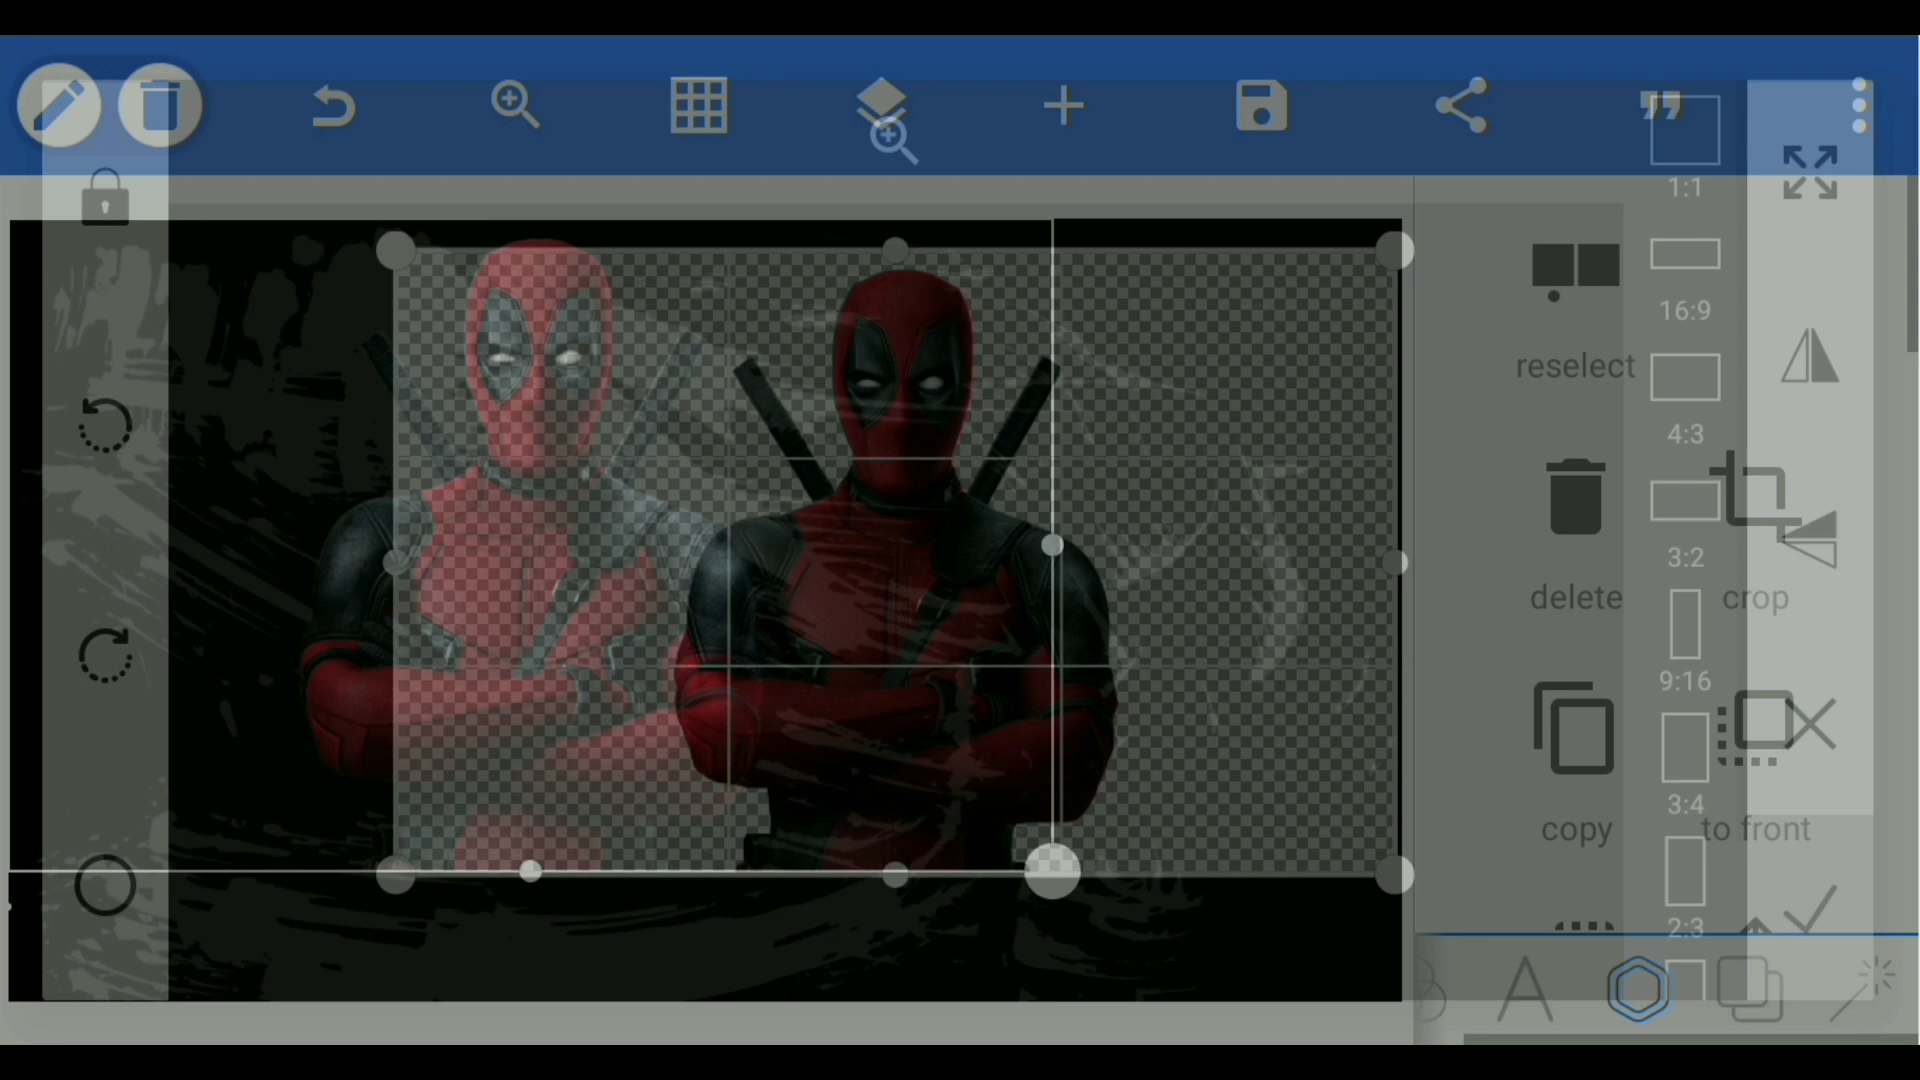 1:1
16:9
reselect
4:3
3:2
delete
crop
9:16
3:4
copy
to front
2:3
A